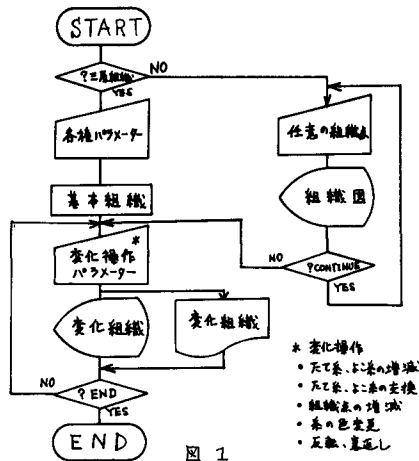 START
?三原組織
NO
YES
各種パラメーター
任意の組織点
基本組織
組織図
変化操作*
パラメーター
NO
?CONTINUE
YES
変化組織
変化組織
NO
?END
YES
END
* 変化操作
・たて糸、よこ糸の増減
・たて糸、よこ糸の交換
・組織点の増減
・糸の色変更
・反転、裏返し
図 1